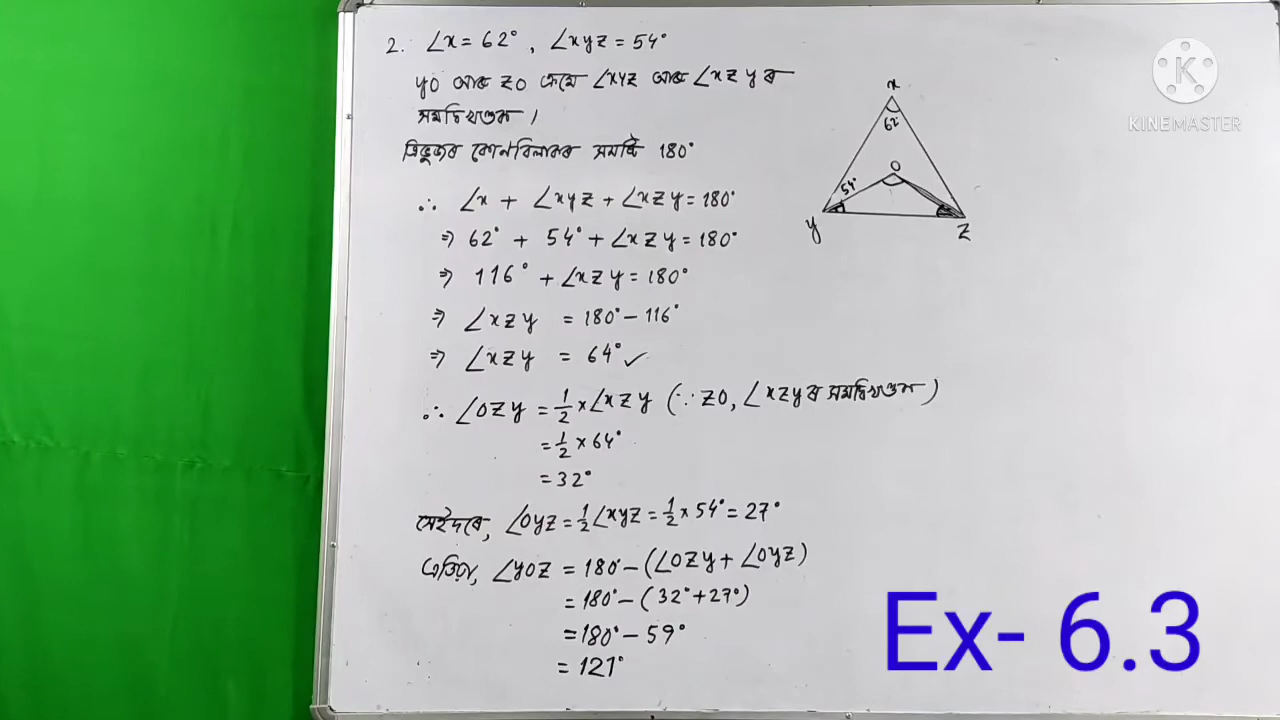 2. ∠x = 62°, ∠xyz = 54°
yo আৰু zo ক্ৰমে ∠xyz আৰু ∠xzyৰ
সমদ্বিখণ্ডক।
ত্ৰিভূজৰ কোণবিলাকৰ সমষ্টি 180°
∴ ∠x + ∠xyz + ∠xzy = 180°
⇒ 62° + 54° + ∠xzy = 180°
⇒ 116° + ∠xzy = 180°
⇒ ∠xzy = 180° - 116°
⇒ ∠xzy = 64° ✓
∴ ∠ozy = 1/2 × ∠xzy (∵ zo, ∠xzyৰ সমদ্বিখণ্ডক)
= 1/2 × 64°
= 32°
সেইদৰে, ∠oyz = 1/2 ∠xyz = 1/2 × 54° = 27°
∠yoz = 180° - (∠ozy + ∠oyz)
= 180° - (32° + 27°)
= 180° - 59°
= 121°
x
62°
o
54°
y
z
K
KINEMASTER
Ex- 6.3